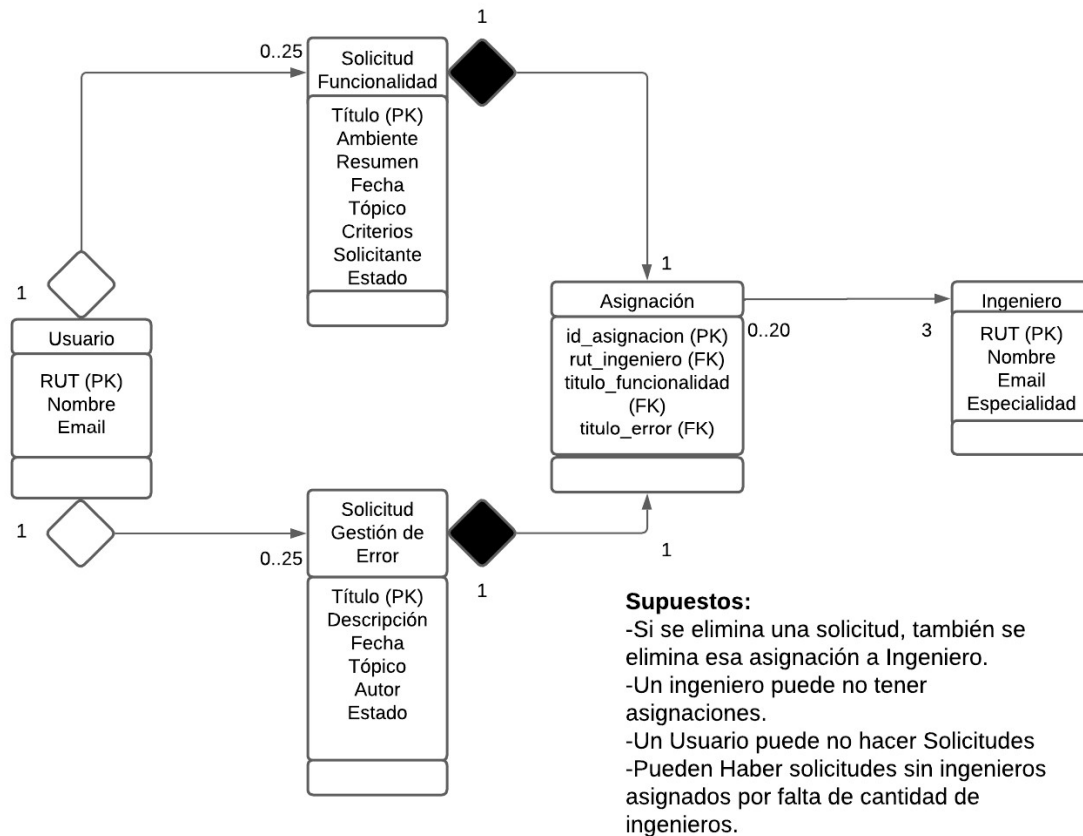 1
0..25
Solicitud
Funcionalidad
Título (PK)
Ambiente
Resumen
Fecha
Tópico
Criterios
Solicitante
Estado
1
1
Usuario
RUT (PK)
Nombre
Email
1
Asignación
id_asignacion (PK)
rut_ingeniero (FK)
titulo_funcionalidad
(FK)
titulo_error (FK)
0..20
3
Ingeniero
RUT (PK)
Nombre
Email
Especialidad
1
0..25
Solicitud
Gestión de
Error
Título (PK)
Descripción
Fecha
Tópico
Autor
Estado
1
1
Supuestos:
-Si se elimina una solicitud, también se
elimina esa asignación a Ingeniero.
-Un ingeniero puede no tener
asignaciones.
-Un Usuario puede no hacer Solicitudes
-Pueden Haber solicitudes sin ingenieros
asignados por falta de cantidad de
ingenieros.